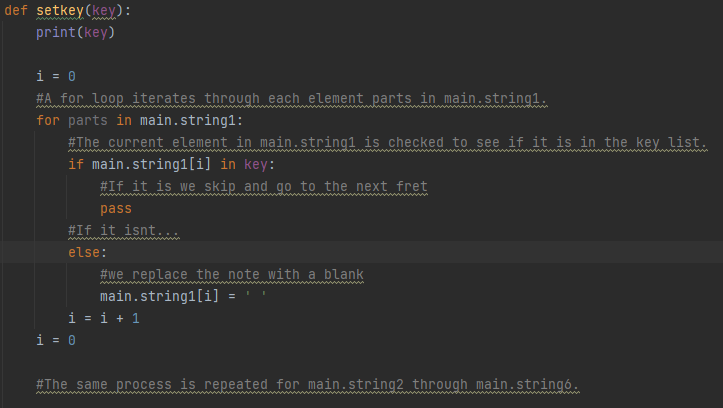 def setkey(key):
print(key)
i = 0
#A for loop iterates through each element parts in main.string1.
for parts in main.string1:
#The current element in main.string1 is checked to see if it is in the key list.
if main.string1[i] in key:
#If it is we skip and go to the next fret
pass
#If it isnt...
else:
#we replace the note with a blank
main.string1[i] = ' '
i = i + 1
i = 0
#The same process is repeated for main.string2 through main.string6.